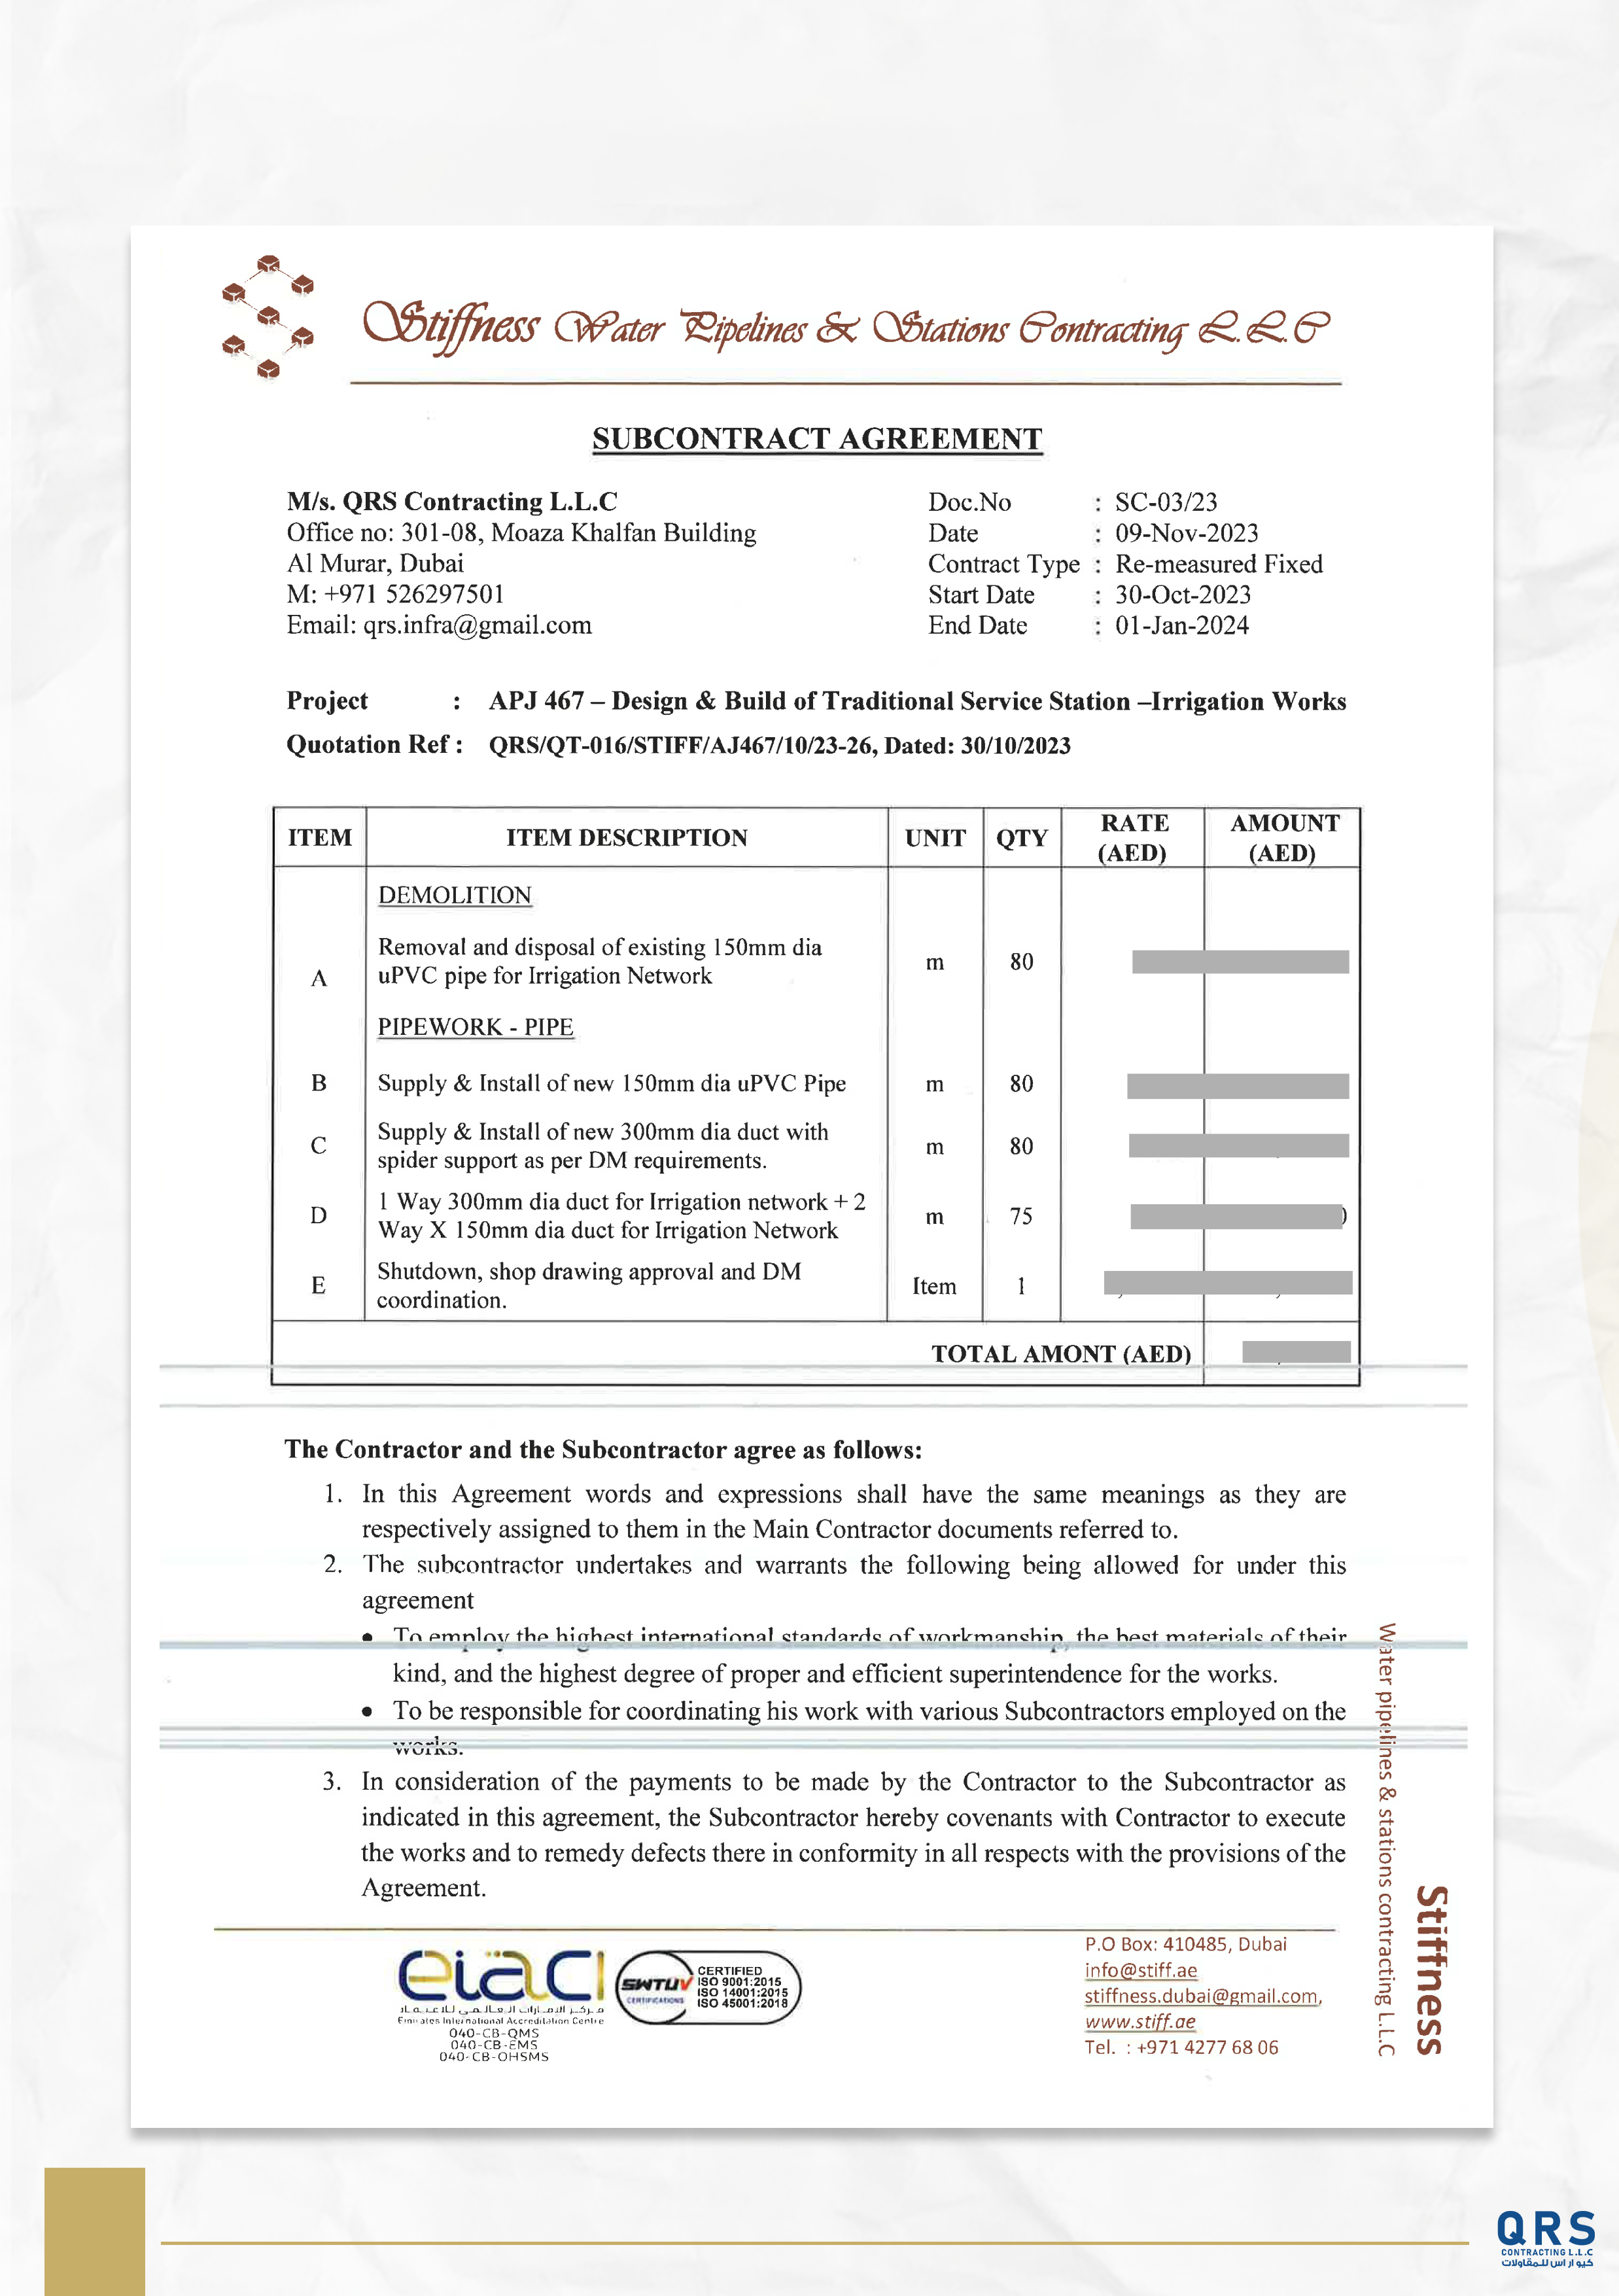 Stiffness Water Pipelines & Stations Contracting L.L.C
SUBCONTRACT AGREEMENT
M/s. QRS Contracting L.L.C
Office no: 301-08, Moaza Khalfan Building
Al Murar, Dubai
M: +971 526297501
Email: qrs.infra@gmail.com
Doc.No : SC-03/23
Date : 09-Nov-2023
Contract Type : Re-measured Fixed
Start Date : 30-Oct-2023
End Date : 01-Jan-2024
Project : APJ 467 – Design & Build of Traditional Service Station –Irrigation Works
Quotation Ref : QRS/QT-016/STIFF/AJ467/10/23-26, Dated: 30/10/2023
ITEM ITEM DESCRIPTION UNIT QTY RATE (AED) AMOUNT (AED)
DEMOLITION
A Removal and disposal of existing 150mm dia
uPVC pipe for Irrigation Network m 80
PIPEWORK - PIPE
B Supply & Install of new 150mm dia uPVC Pipe m 80
C Supply & Install of new 300mm dia duct with
spider support as per DM requirements. m 80
D 1 Way 300mm dia duct for Irrigation network + 2
Way X 150mm dia duct for Irrigation Network m 75
E Shutdown, shop drawing approval and DM
coordination. Item 1
TOTAL AMONT (AED)
The Contractor and the Subcontractor agree as follows:
1. In this Agreement words and expressions shall have the same meanings as they are
respectively assigned to them in the Main Contractor documents referred to.
2. The subcontractor undertakes and warrants the following being allowed for under this
agreement
• To employ the highest international standards of workmanship, the best materials of their
kind, and the highest degree of proper and efficient superintendence for the works.
• To be responsible for coordinating his work with various Subcontractors employed on the
works.
3. In consideration of the payments to be made by the Contractor to the Subcontractor as
indicated in this agreement, the Subcontractor hereby covenants with Contractor to execute
the works and to remedy defects there in conformity in all respects with the provisions of the
Agreement.
Water pipelines & stations contracting L.L.C
Stiffness
eiac
مركز الامارات العالمي للاعتماد
Emirates International Accreditation Centre
040-CB-QMS
040-CB-EMS
040-CB-OHSMS
SWTUV
CERTIFICATIONS
CERTIFIED
ISO 9001:2015
ISO 14001:2015
ISO 45001:2018
P.O Box: 410485, Dubai
info@stiff.ae
stiffness.dubai@gmail.com,
www.stiff.ae
Tel. : +971 4277 68 06
QRS
CONTRACTING L.L.C
كيو ار اس للمقاولات